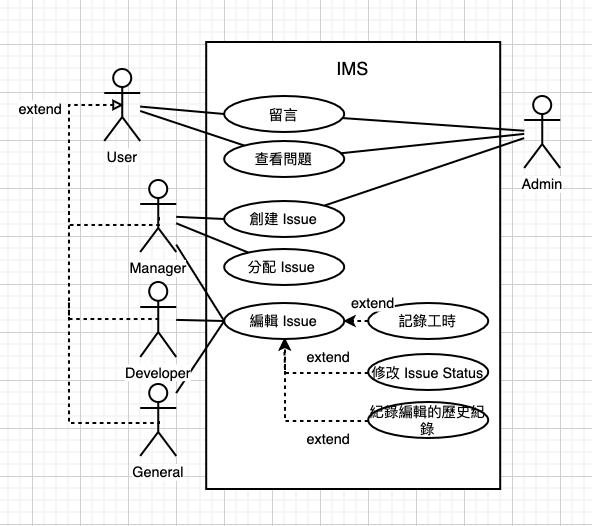 IMS
extend
留言
User
查看問題
Admin
創建 Issue
Manager
分配 Issue
extend
編輯 Issue
記錄工時
extend
Developer
修改 Issue Status
紀錄編輯的歷史紀
錄
extend
General